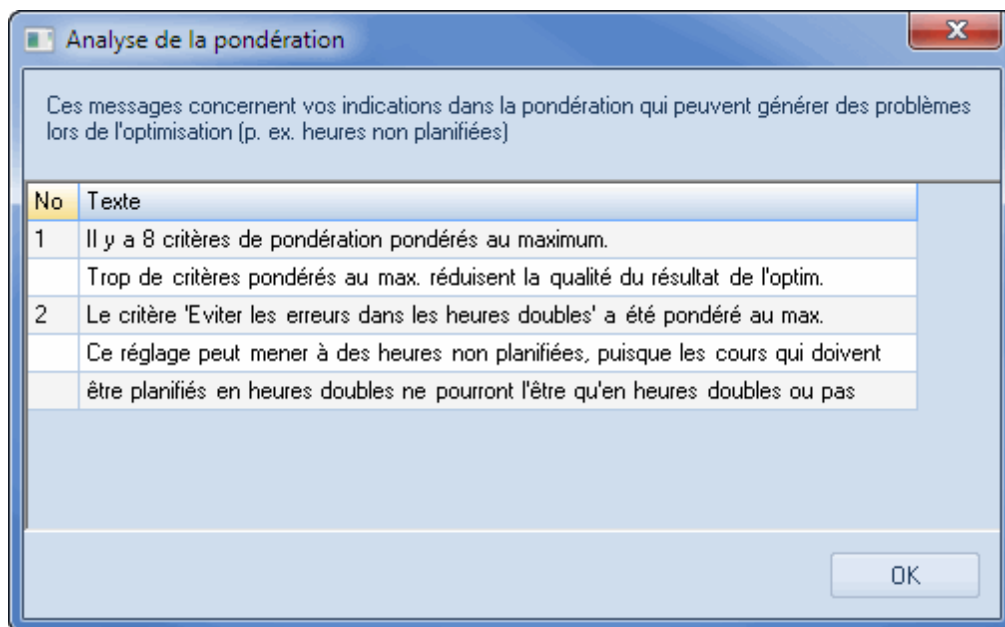 Analyse de la pondération
Ces messages concernent vos indications dans la pondération qui peuvent générer des problèmes
lors de l'optimisation (p. ex. heures non planifiées)
No Texte
1 Il y a 8 critères de pondération pondérés au maximum.
Trop de critères pondérés au max. réduisent la qualité du résultat de l'optim.
2 Le critère 'Eviter les erreurs dans les heures doubles' a été pondéré au max.
Ce réglage peut mener à des heures non planifiées, puisque les cours qui doivent
être planifiés en heures doubles ne pourront l'être qu'en heures doubles ou pas
OK